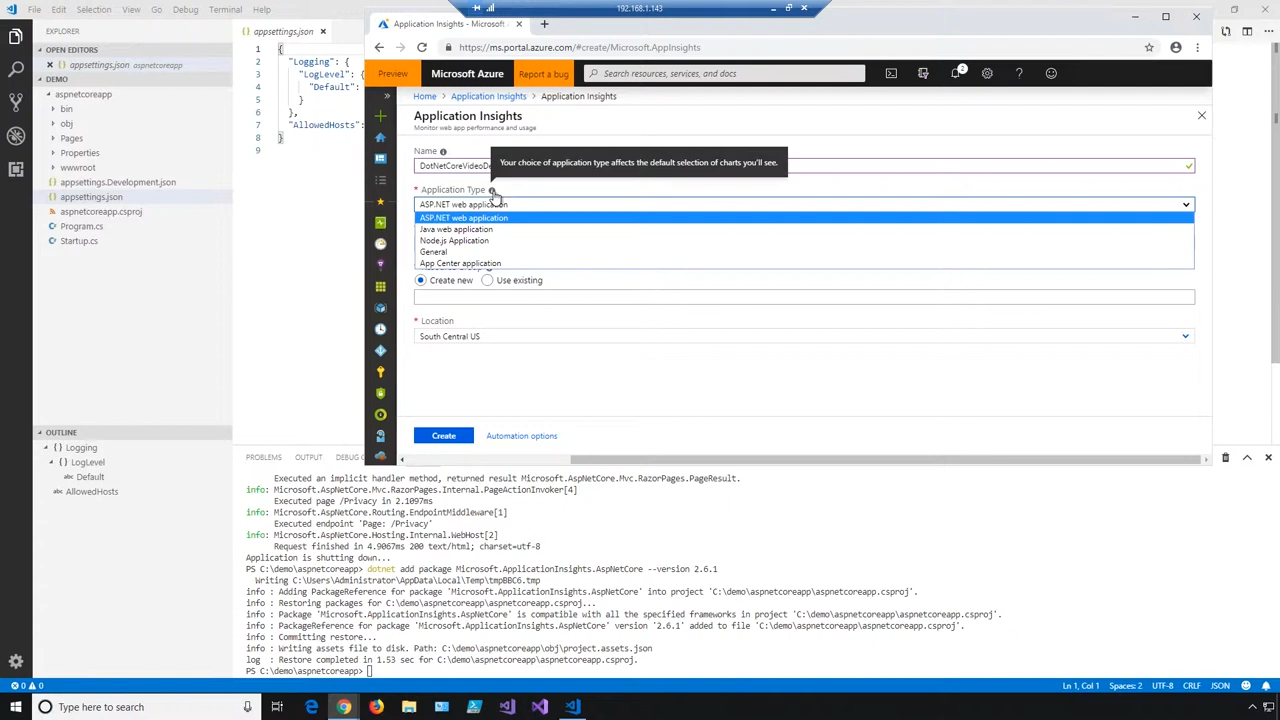 File Edit Selection View Go Debug Terminal Help
192.168.1.143
EXPLORER
OPEN EDITORS
appsettings.json aspnetcoreapp
DEMO
aspnetcoreapp
bin
obj
Pages
Properties
wwwroot
appsettings.Development.json
appsettings.json
aspnetcoreapp.csproj
Program.cs
Startup.cs
OUTLINE
Logging
LogLevel
Default
AllowedHosts
appsettings.json
1 {
2 "Logging": {
3 "LogLevel": {
4 "Default":
5 }
6 },
7 "AllowedHosts":
8 }
9
Application Insights - Microsoft
https://ms.portal.azure.com/#create/Microsoft.AppInsights
Preview Microsoft Azure Report a bug Search resources, services, and docs 2
Home > Application Insights > Application Insights
Application Insights
Monitor web app performance and usage
Name
Your choice of application type affects the default selection of charts you'll see.
* Application Type
ASP.NET web application
ASP.NET web application
Java web application
Node.js Application
General
App Center application
Create new Use existing
* Location
South Central US
Create Automation options
PROBLEMS OUTPUT
Executed an implicit handler method, returned result Microsoft.AspNetCore.Mvc.RazorPages.PageResult.
info: Microsoft.AspNetCore.Mvc.RazorPages.Internal.PageActionInvoker[4]
Executed page /Privacy in 2.1097ms
info: Microsoft.AspNetCore.Routing.EndpointMiddleware[1]
Executed endpoint 'Page: /Privacy'
info: Microsoft.AspNetCore.Hosting.Internal.WebHost[2]
Request finished in 4.9067ms 200 text/html; charset=utf-8
Application is shutting down...
PS C:\demo\aspnetcoreapp> dotnet add package Microsoft.ApplicationInsights.AspNetCore --version 2.6.1
Writing C:\Users\Administrator\AppData\Local\Temp\tmpBBC6.tmp
info : Adding PackageReference for package 'Microsoft.ApplicationInsights.AspNetCore' into project 'C:\demo\aspnetcoreapp\aspnetcoreapp.csproj'.
info : Restoring packages for C:\demo\aspnetcoreapp\aspnetcoreapp.csproj...
info : Package 'Microsoft.ApplicationInsights.AspNetCore' is compatible with all the specified frameworks in project 'C:\demo\aspnetcoreapp\aspnetcoreapp.csproj'.
info : PackageReference for package 'Microsoft.ApplicationInsights.AspNetCore' version '2.6.1' added to file 'C:\demo\aspnetcoreapp\aspnetcoreapp.csproj'.
info : Committing restore...
info : Writing assets file to disk. Path: C:\demo\aspnetcoreapp\obj\project.assets.json
log : Restore completed in 1.53 sec for C:\demo\aspnetcoreapp\aspnetcoreapp.csproj.
PS C:\demo\aspnetcoreapp>
0 0 Ln 1, Col 1 Spaces: 2 UTF-8 CRLF JSON
Type here to search